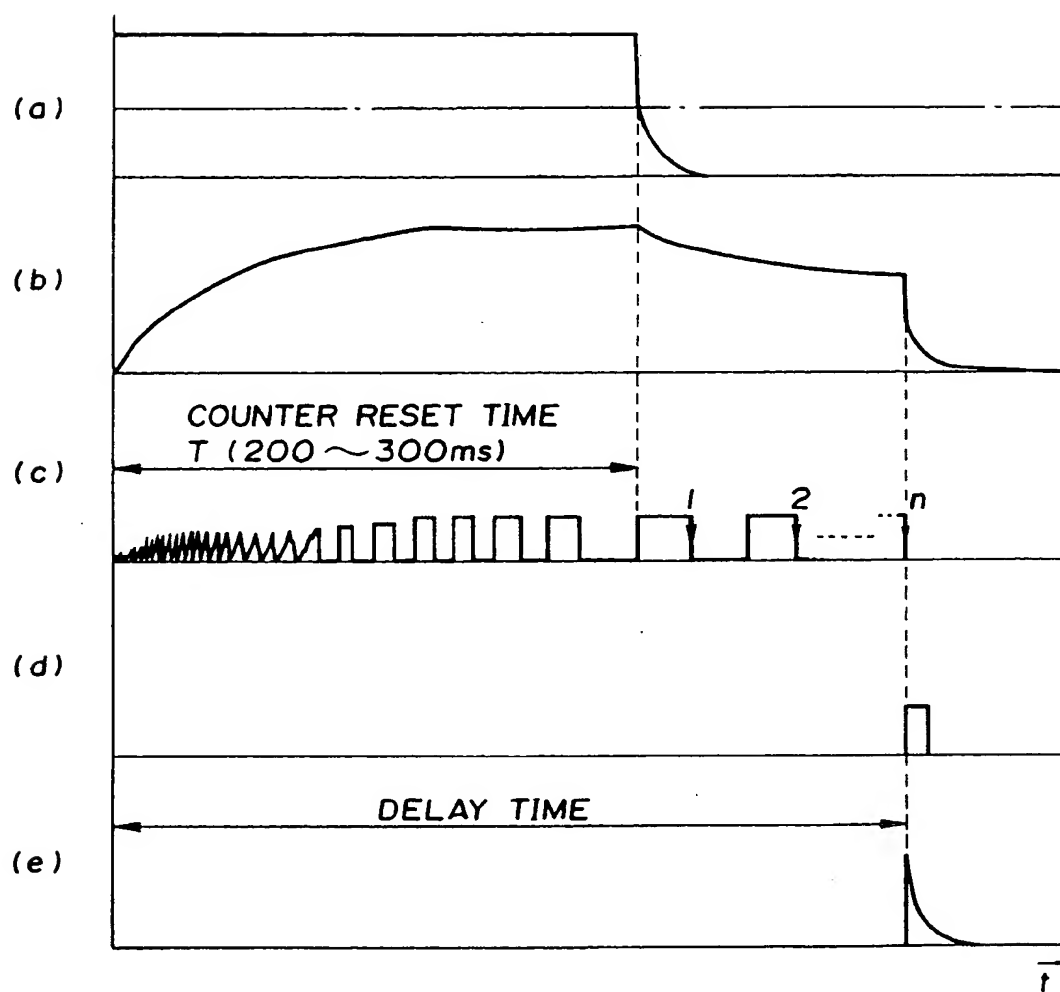 (a)
(b)
COUNTER RESET TIME
T (200 ~ 300ms)
(c)
1
2
n
(d)
DELAY TIME
(e)
t